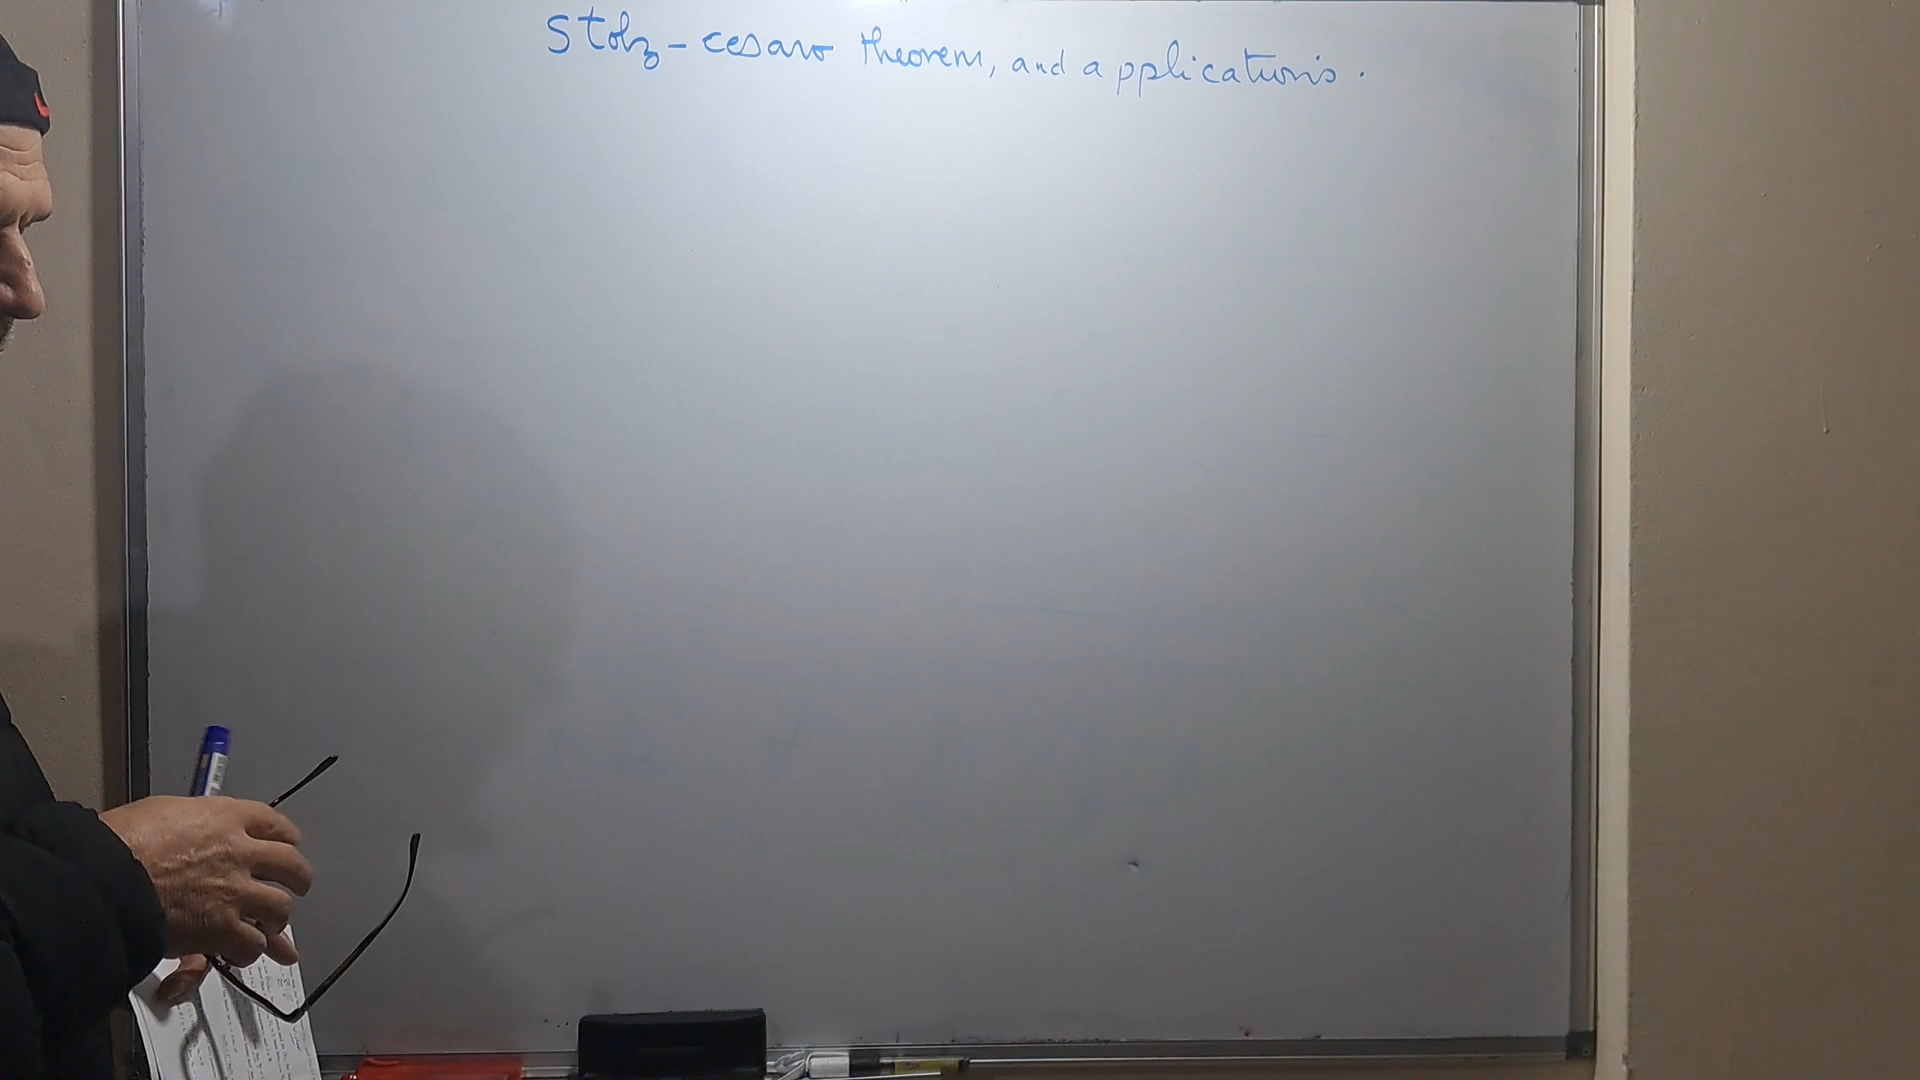 Stolz - cesaro theorem, and applications.